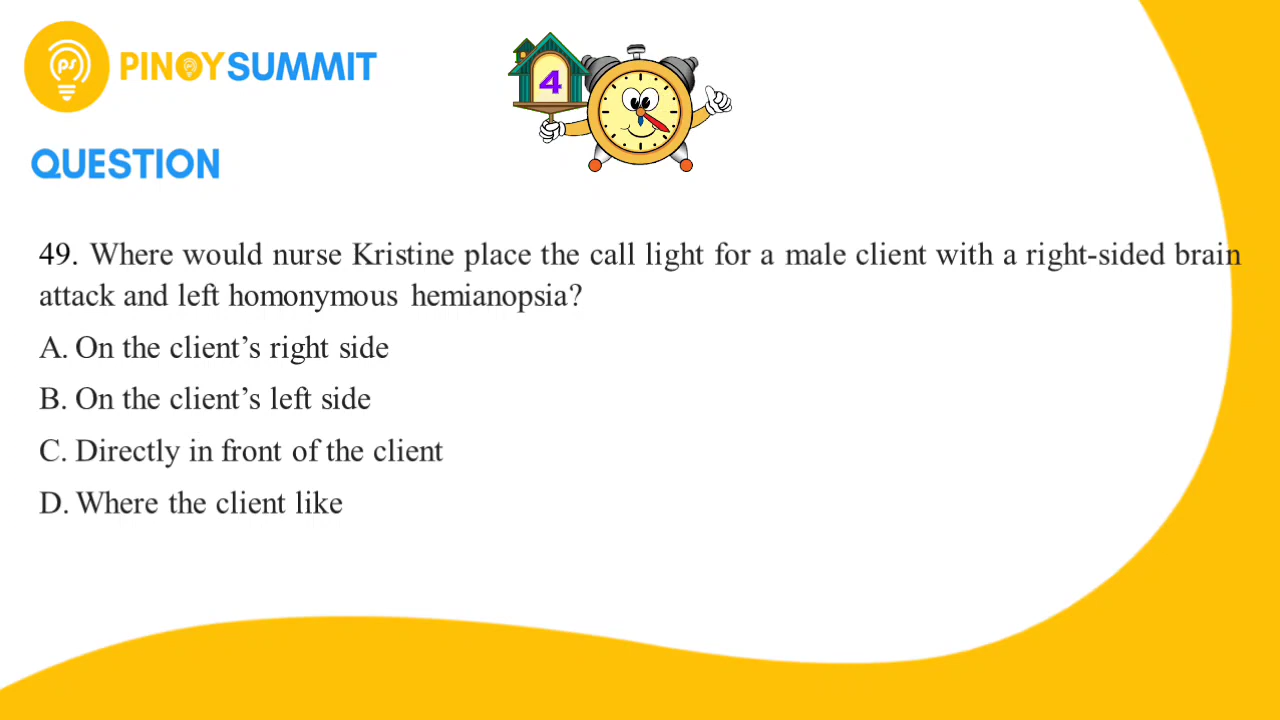 PINOY SUMMIT
4
QUESTION
49. Where would nurse Kristine place the call light for a male client with a right-sided brain
attack and left homonymous hemianopsia?
A. On the client’s right side
B. On the client’s left side
C. Directly in front of the client
D. Where the client like